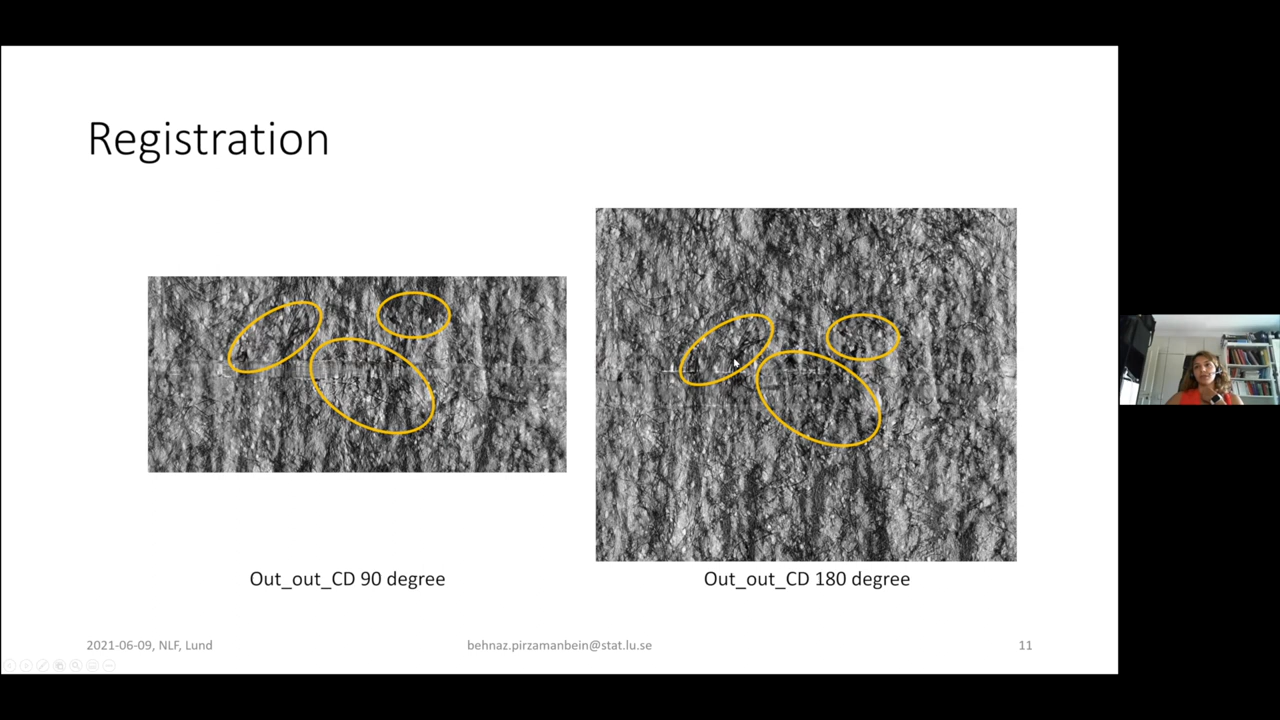 Registration
Out_out_CD 90 degree
Out_out_CD 180 degree
2021-06-09, NLF, Lund
behnaz.pirzamanbein@stat.lu.se
11